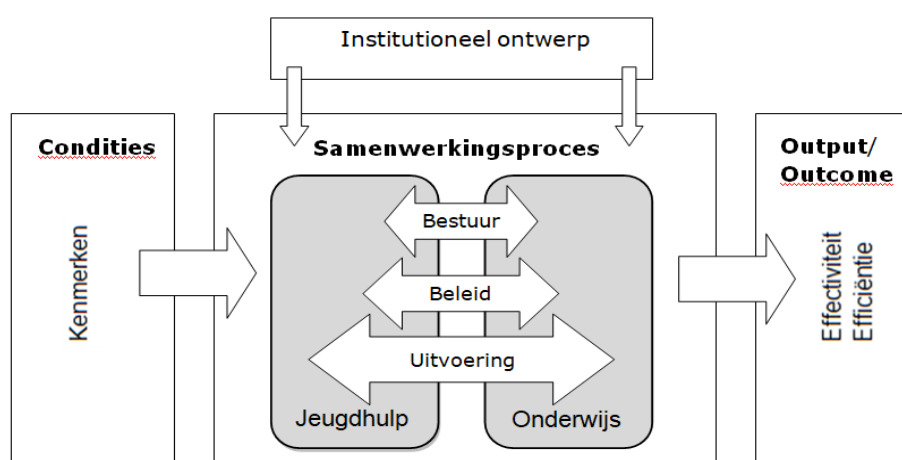 Institutioneel ontwerp
Condities
Kenmerken
Samenwerkingsproces
Bestuur
Beleid
Uitvoering
Jeugdhulp
Onderwijs
Output/
Outcome
Effectiviteit
Efficiëntie